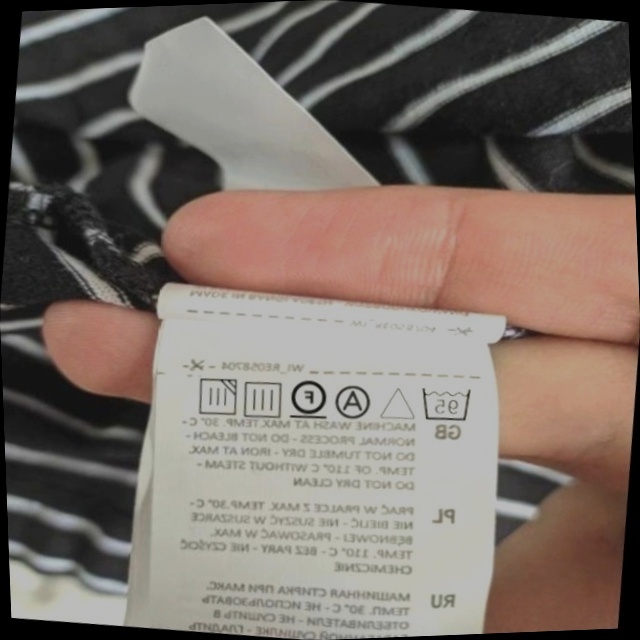 WI_RE058704
95 A F
GB
MACHINE WASH AT MAX.TEMP. 30° C -
NORMAL PROCESS - DO NOT BLEACH -
DO NOT TUMBLE DRY - IRON AT MAX.
TEMP. OF 110° C WITHOUT STEAM -
DO NOT DRY CLEAN
PL
PRAĆ W PRALCE Z MAX. TEMP.30° C -
NIE BIELIĆ - NIE SUSZYĆ W SUSZARCE
BĘBNOWEJ - PRASOWAĆ W MAX.
TEMP. 110° C - BEZ PARY - NIE CZYŚCIĆ
CHEMICZNIE
RU
МАШИННАЯ СТИРКА ПРИ МАКС.
ТЕМП. 30° C - НЕ ИСПОЛЬЗОВАТЬ
ОТБЕЛИВАТЕЛИ - НЕ СУШИТЬ В
СУШИЛКЕ - ГЛАДИТЬ